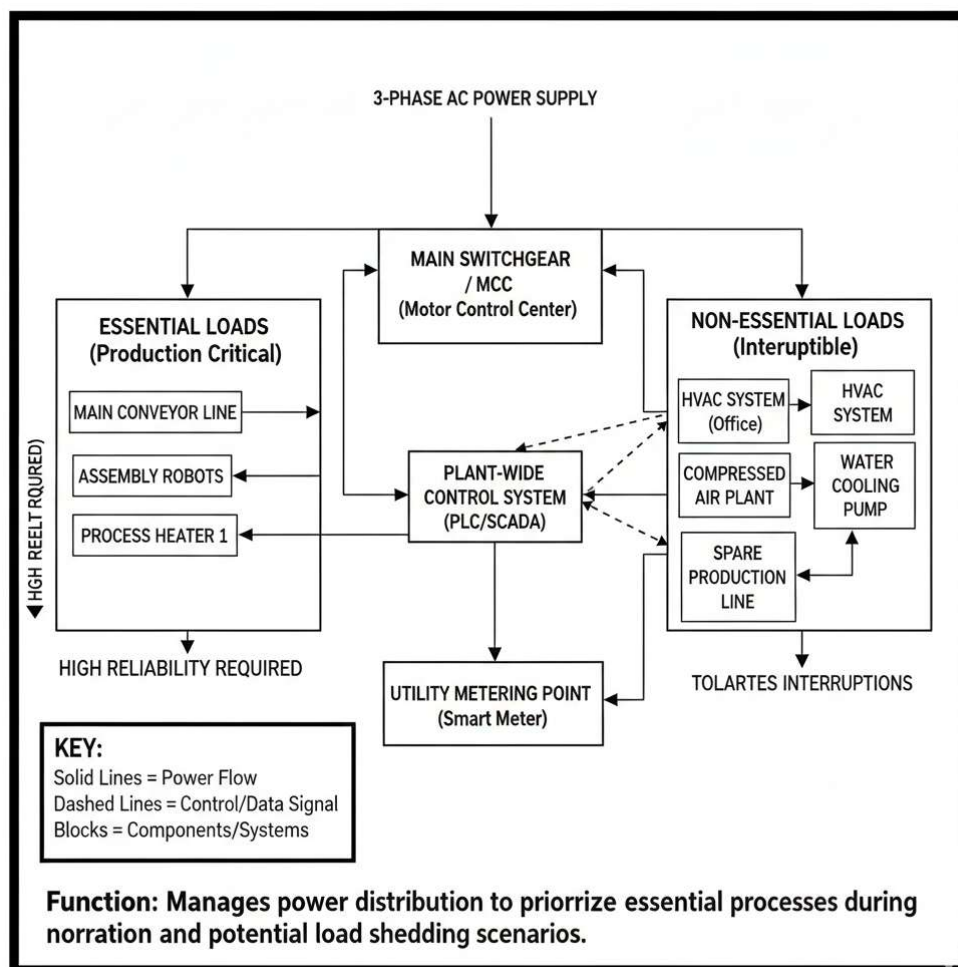 3-PHASE AC POWER SUPPLY
MAIN SWITCHGEAR
/ MCC
(Motor Control Center)
ESSENTIAL LOADS
(Production Critical)
MAIN CONVEYOR LINE
ASSEMBLY ROBOTS
PROCESS HEATER 1
HGH REELT RQURED)
HIGH RELIABILITY REQUIRED
PLANT-WIDE
CONTROL SYSTEM
(PLC/SCADA)
UTILITY METERING POINT
(Smart Meter)
NON-ESSENTIAL LOADS
(Interuptible)
HVAC SYSTEM
(Office)
HVAC
SYSTEM
COMPRESSED
AIR PLANT
WATER
COOLING
PUMP
SPARE
PRODUCTION
LINE
TOLARTES INTERRUPTIONS
KEY:
Solid Lines = Power Flow
Dashed Lines = Control/Data Signal
Blocks = Components/Systems
Function: Manages power distribution to priorrize essential processes during
norration and potential load shedding scenarios.